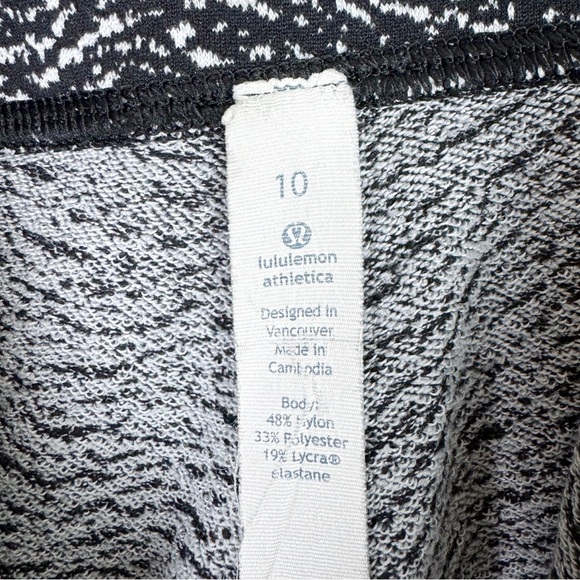 10
lululemon
athletica
Designed in
Vancouver
Made in
Cambodia
Body:
48% Nylon
33% Polyester
19% Lycra®
elastane